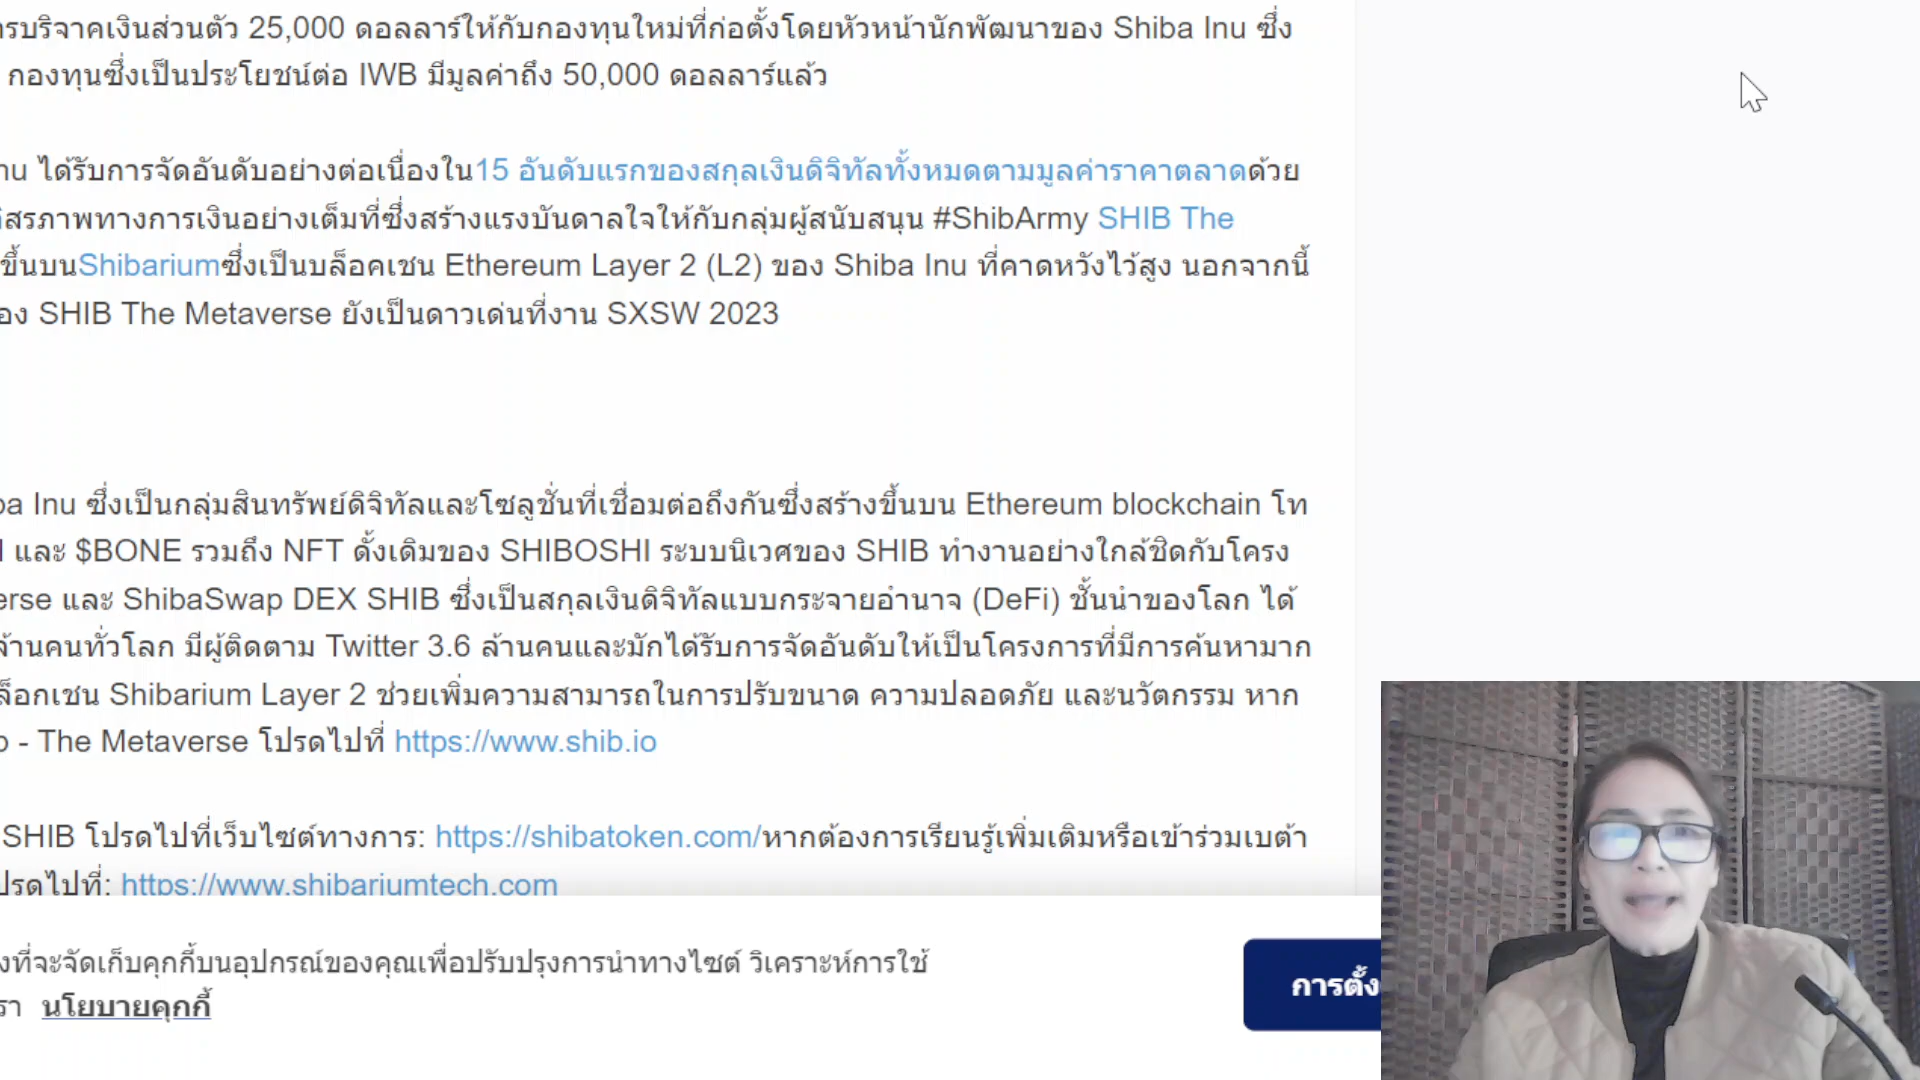 รบริจาคเงินส่วนตัว 25,000 ดอลลาร์ให้กับกองทุนใหม่ที่ก่อตั้งโดยหัวหน้านักพัฒนาของ Shiba Inu ซึ่ง
กองทุนซึ่งเป็นประโยชน์ต่อ IWB มีมูลค่าถึง 50,000 ดอลลาร์แล้ว
nu ได้รับการจัดอันดับอย่างต่อเนื่องใน15 อันดับแรกของสกุลเงินดิจิทัลทั้งหมดตามมูลค่าราคาตลาดด้วย
ิสรภาพทางการเงินอย่างเต็มที่ซึ่งสร้างแรงบันดาลใจให้กับกลุ่มผู้สนับสนุน #ShibArmy SHIB The
ขึ้นบนShibariumซึ่งเป็นบล็อคเชน Ethereum Layer 2 (L2) ของ Shiba Inu ที่คาดหวังไว้สูง นอกจากนี้
อง SHIB The Metaverse ยังเป็นดาวเด่นที่งาน SXSW 2023
ba Inu ซึ่งเป็นกลุ่มสินทรัพย์ดิจิทัลและโซลูชั่นที่เชื่อมต่อถึงกันซึ่งสร้างขึ้นบน Ethereum blockchain โท
และ $BONE รวมถึง NFT ดั้งเดิมของ SHIBOSHI ระบบนิเวศของ SHIB ทำงานอย่างใกล้ชิดกับโครง
erse และ ShibaSwap DEX SHIB ซึ่งเป็นสกุลเงินดิจิทัลแบบกระจายอำนาจ (DeFi) ชั้นนำของโลก ได้
ล้านคนทั่วโลก มีผู้ติดตาม Twitter 3.6 ล้านคนและมักได้รับการจัดอันดับให้เป็นโครงการที่มีการค้นหามาก
ล็อกเชน Shibarium Layer 2 ช่วยเพิ่มความสามารถในการปรับขนาด ความปลอดภัย และนวัตกรรม หาก
- The Metaverse โปรดไปที่ https://www.shib.io
SHIB โปรดไปที่เว็บไซต์ทางการ: https://shibatoken.com/หากต้องการเรียนรู้เพิ่มเติมหรือเข้าร่วมเบต้า
ปรดไปที่: https://www.shibariumtech.com
งที่จะจัดเก็บคุกกี้บนอุปกรณ์ของคุณเพื่อปรับปรุงการนำทางไซต์ วิเคราะห์การใช้
รา นโยบายคุกกี้
การตั้ง